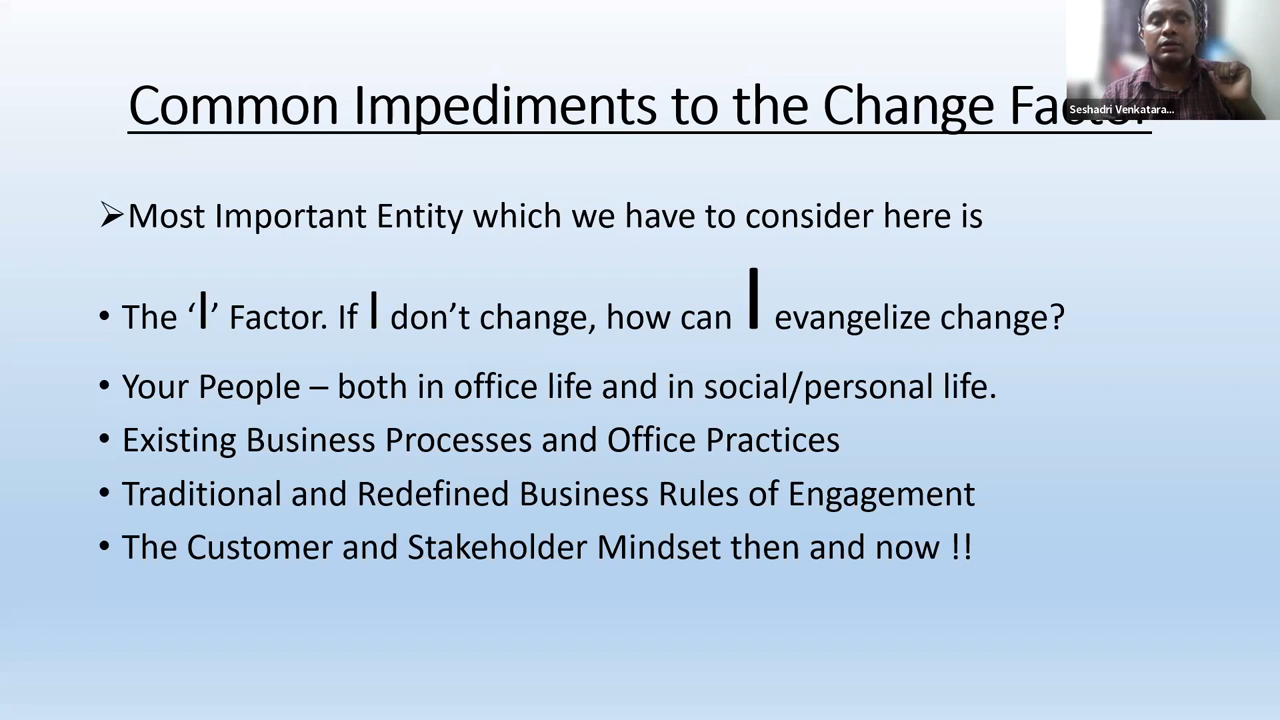 Common Impediments to the Change Factor
Seshadri Venkatara...
➢Most Important Entity which we have to consider here is
• The ‘I’ Factor. If I don’t change, how can I evangelize change?
• Your People – both in office life and in social/personal life.
• Existing Business Processes and Office Practices
• Traditional and Redefined Business Rules of Engagement
• The Customer and Stakeholder Mindset then and now !!